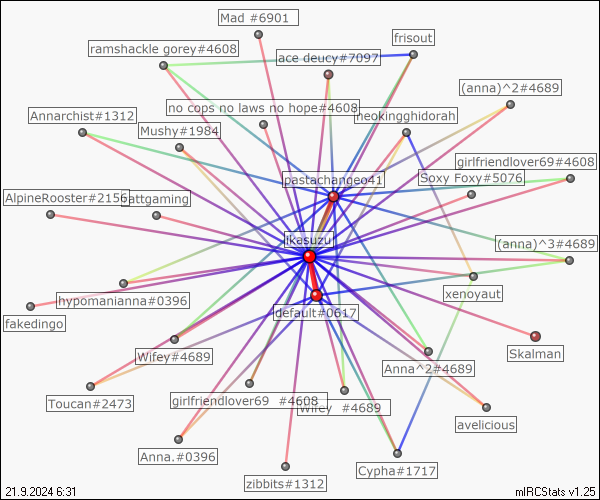 Mad #6901
frisout
ramshackle gorey#4608
ace deucy#7097
(anna)^2#4689
no cops no laws no hope#4608
Annarchist#1312
neokingghidorah
Mushy#1984
girlfriendlover69#4608
pastachangeo41
Soxy Foxy#5076
AlpineRooster#2156
attgaming
ikasuzu
(anna)^3#4689
xenoyaut
hypomanianna#0396
default#0617
fakedingo
Skalman
Wifey#4689
Anna^2#4689
Toucan#2473
girlfriendlover69 #4608
Wifey #4689
avelicious
Anna.#0396
Cypha#1717
zibbits#1312
21.9.2024 6:31
mIRCStats v1.25